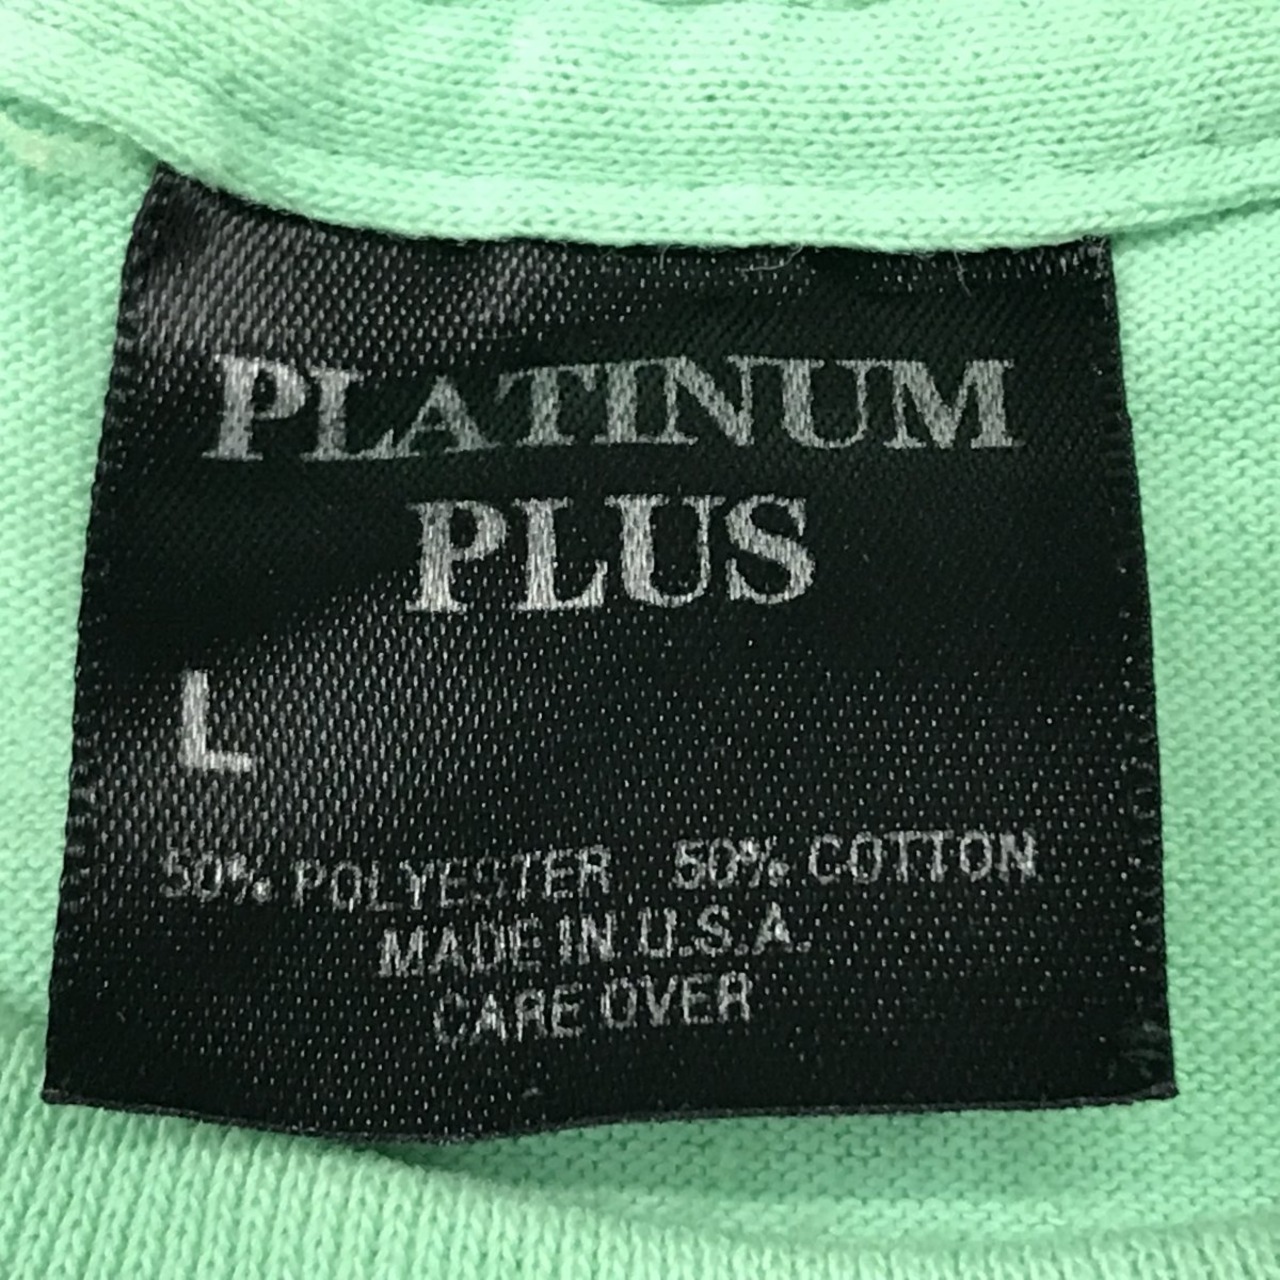 PLATINUM
PLUS
L
50% POLYESTER 50% COTTON
MADE IN U.S.A.
CARE OVER